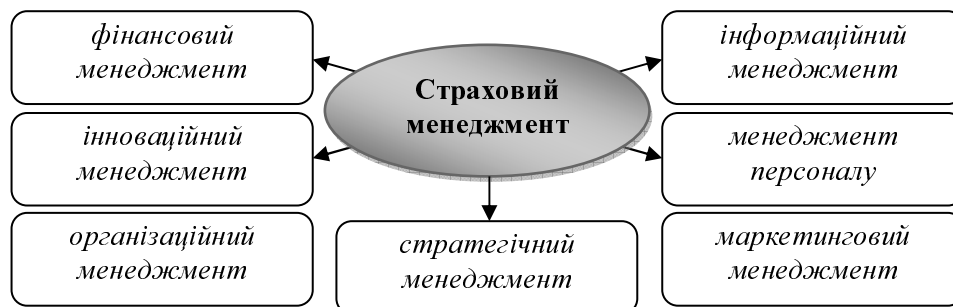 фінансовий
менеджмент
Страховий
менеджмент
інформаційний
менеджмент
інноваційний
менеджмент
менеджмент
персоналу
організаційний
менеджмент
стратегічний
менеджмент
маркетинговий
менеджмент